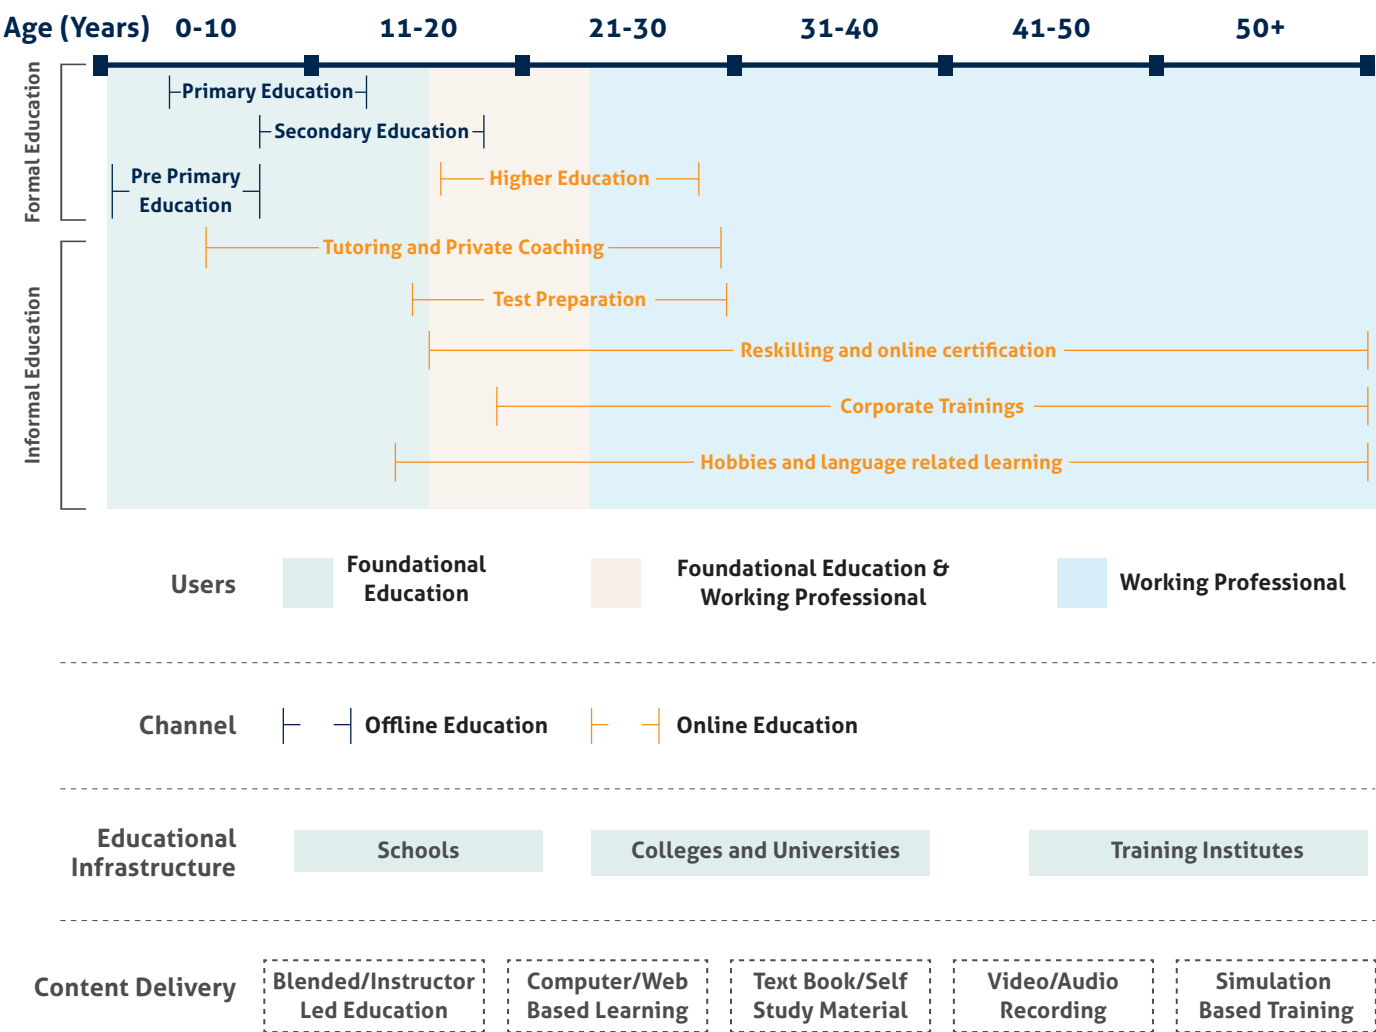 Age (Years) 0-10 11-20 21-30 31-40 41-50 50+
Formal Education
Primary Education
Secondary Education
Pre Primary
Education
Higher Education
Informal Education
Tutoring and Private Coaching
Test Preparation
Reskilling and online certification
Corporate Trainings
Hobbies and language related learning
Users
Foundational
Education
Foundational Education &
Working Professional
Working Professional
Channel
Offline Education
Online Education
Educational
Infrastructure
Schools
Colleges and Universities
Training Institutes
Content Delivery
Blended/Instructor
Led Education
Computer/Web
Based Learning
Text Book/Self
Study Material
Video/Audio
Recording
Simulation
Based Training